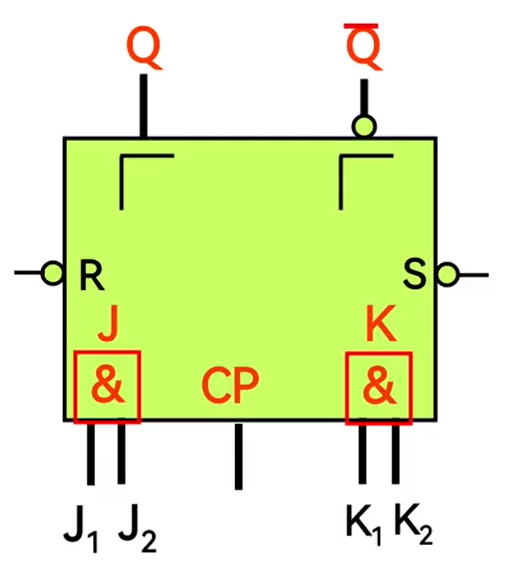 Q Q̅
R S
J K
& CP &
J₁ J₂ K₁ K₂